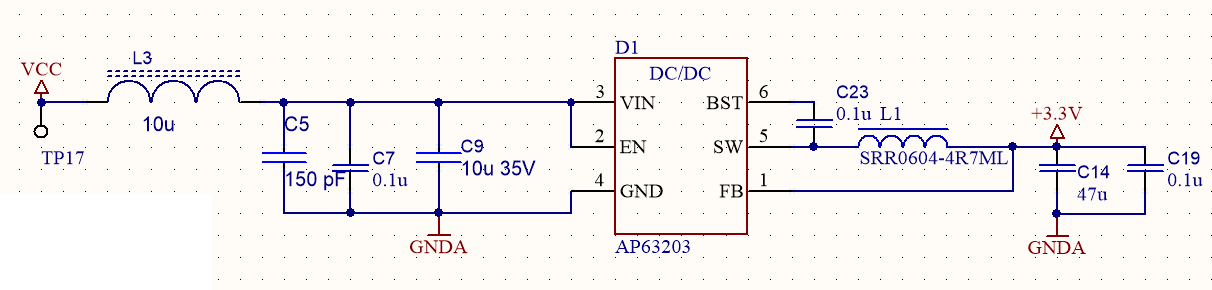 VCC
L3
10u
TP17
C5
150 pF
C7
0.1u
C9
10u 35V
GNDA
D1
DC/DC
3 VIN
2 EN
4 GND
BST 6
SW 5
FB 1
AP63203
C23
0.1u
L1
SRR0604-4R7ML
+3.3V
C14
47u
C19
0.1u
GNDA